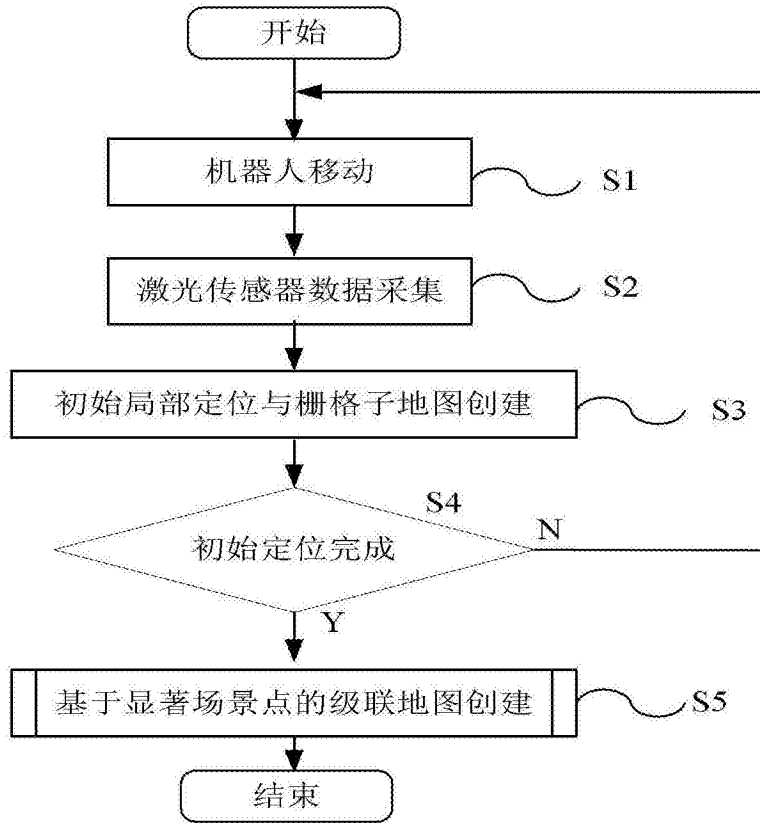 开始
机器人移动
S1
激光传感器数据采集
S2
初始局部定位与栅格子地图创建
S3
S4
初始定位完成
N
Y
基于显著场景点的级联地图创建
S5
结束